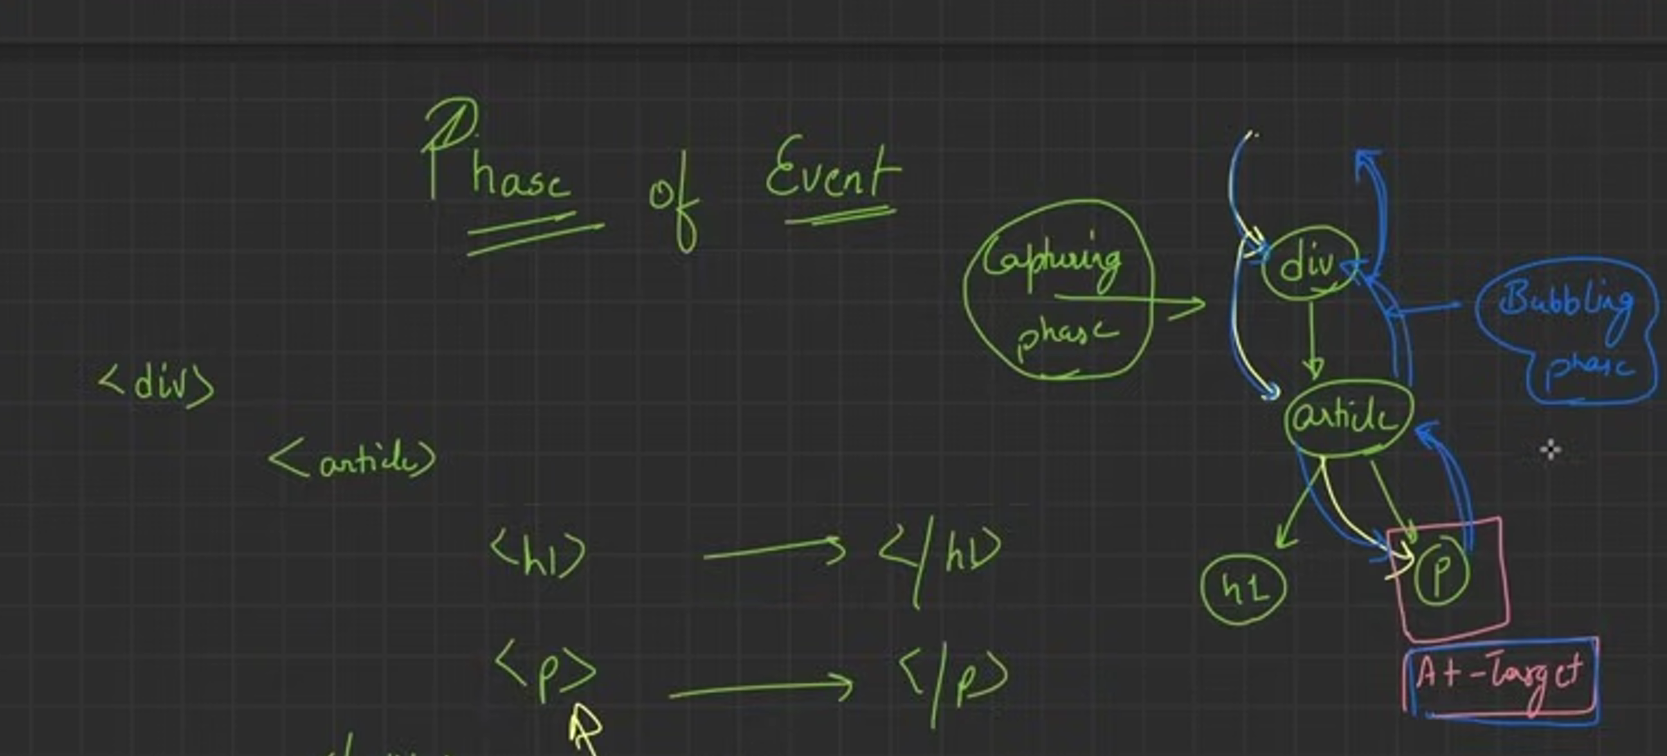 Phase of Event
Capturing
phase
div
Bubbling
phase
article
h1
p
At-Target
<div>
<article>
<h1> </h1>
<p> </p>